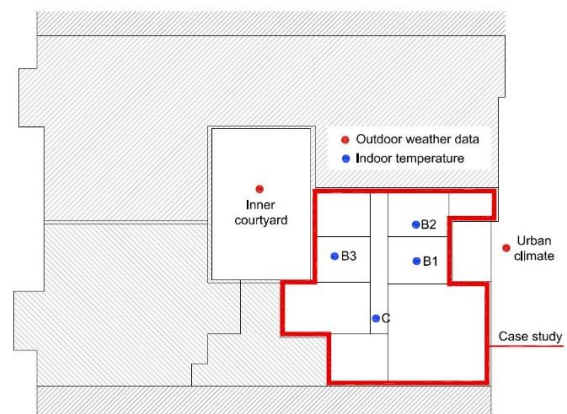 Outdoor weather data
Indoor temperature
Inner
courtyard
B2
B3
B1
Urban
climate
C
Case study